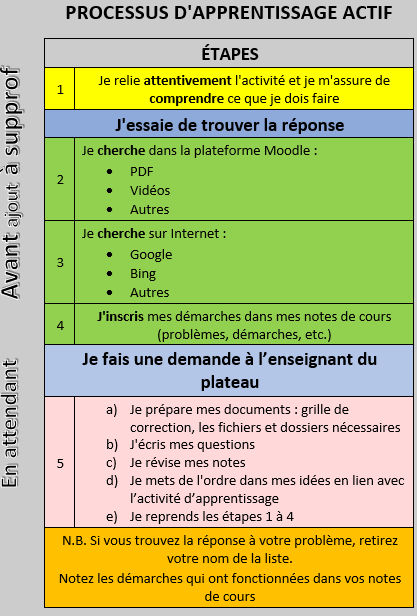 PROCESSUS D'APPRENTISSAGE ACTIF
ÉTAPES
Avant ajout à supprof
1
Je relie attentivement l'activité et je m'assure de
comprendre ce que je dois faire
J'essaie de trouver la réponse
2
Je cherche dans la plateforme Moodle :
• PDF
• Vidéos
• Autres
3
Je cherche sur Internet :
• Google
• Bing
• Autres
4
J'inscris mes démarches dans mes notes de cours
(problèmes, démarches, etc.)
En attendant
Je fais une demande à l’enseignant du
plateau
5
a) Je prépare mes documents : grille de
correction, les fichiers et dossiers nécessaires
b) J'écris mes questions
c) Je révise mes notes
d) Je mets de l'ordre dans mes idées en lien avec
l’activité d’apprentissage
e) Je reprends les étapes 1 à 4
N.B. Si vous trouvez la réponse à votre problème, retirez
votre nom de la liste.
Notez les démarches qui ont fonctionnées dans vos notes
de cours